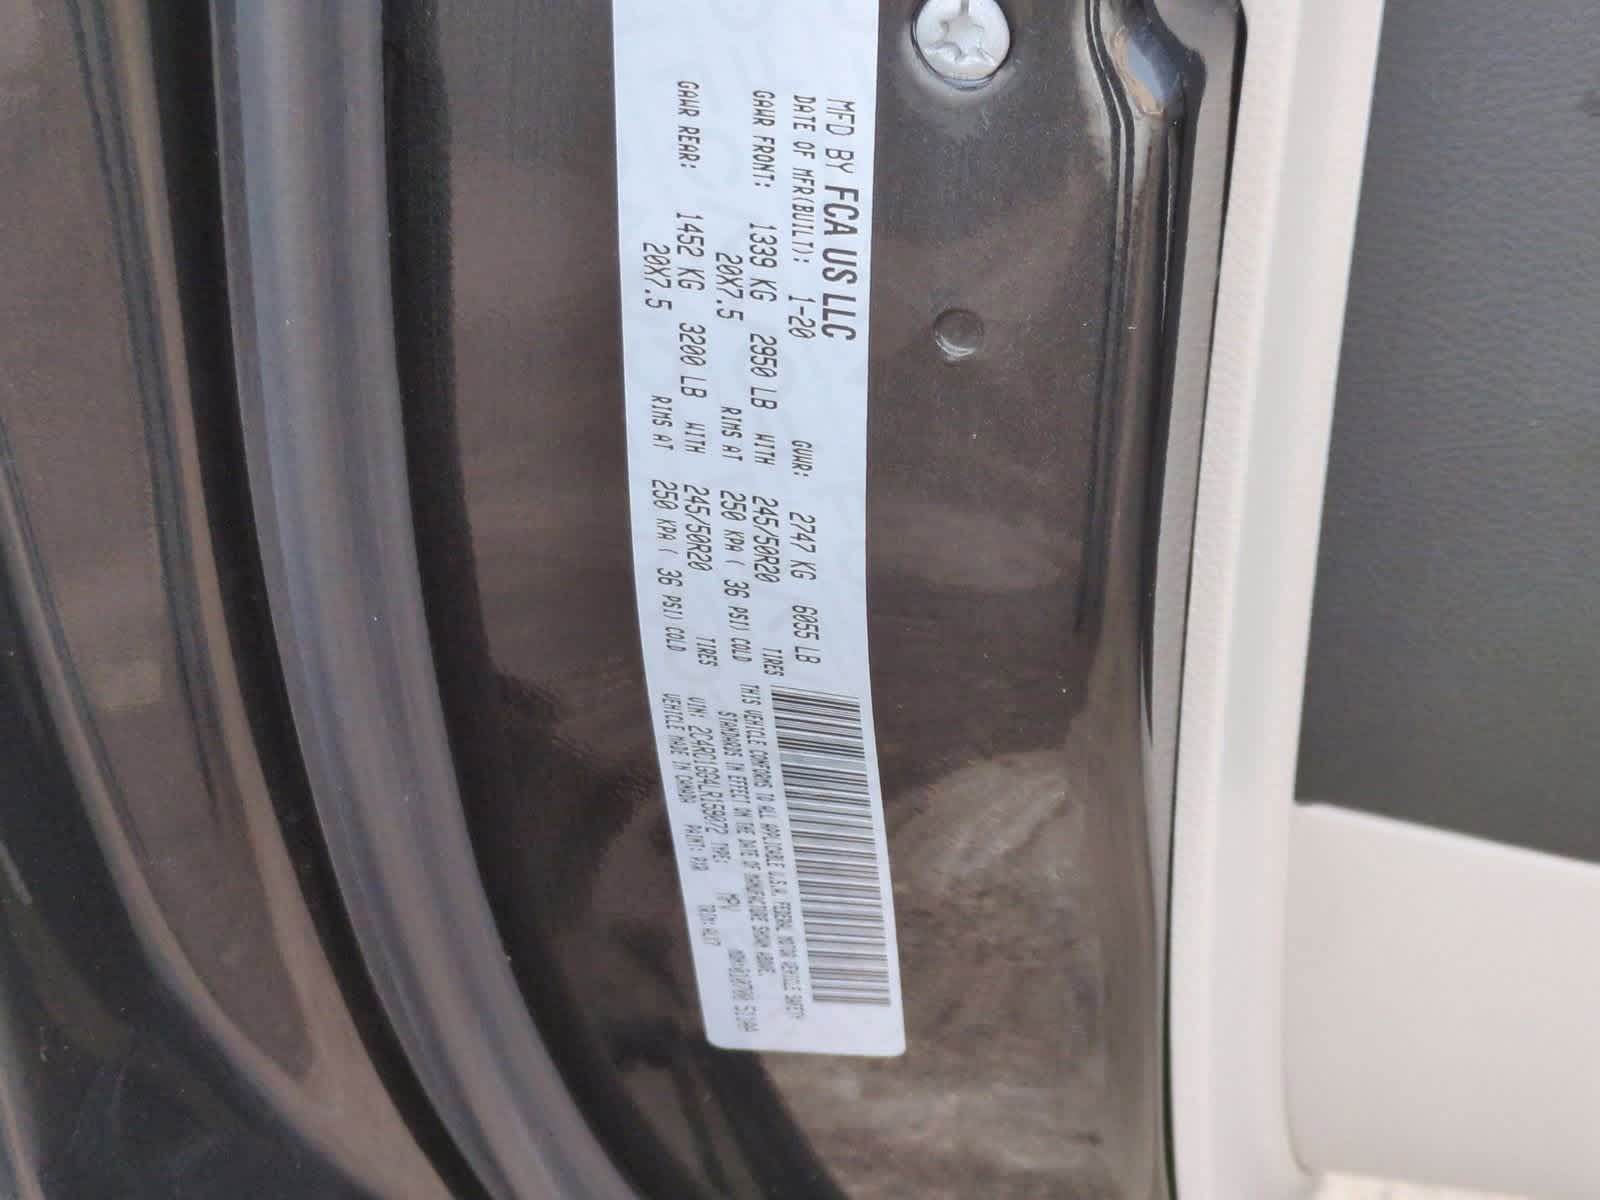 MFD BY FCA US LLC
DATE OF MFR(BUILT): 1-20 GVWR: 2747 KG 6055 LB
GAWR FRONT: 1339 KG 2950 LB WITH 245/50R20 TIRES
20X7.5 RIMS AT 250 KPA ( 36 PSI) COLD
GAWR REAR: 1452 KG 3200 LB WITH 245/50R20 TIRES
20X7.5 RIMS AT 250 KPA ( 36 PSI) COLD
THIS VEHICLE CONFORMS TO ALL APPLICABLE U.S.A. FEDERAL MOTOR VEHICLE SAFETY
STANDARDS IN EFFECT ON THE DATE OF MANUFACTURE SHOWN ABOVE.
VIN: 2C4RC1GG4LR159072 TYPE: MPV
VEHICLE MADE IN CANADA PAINT: PXR TRIM: